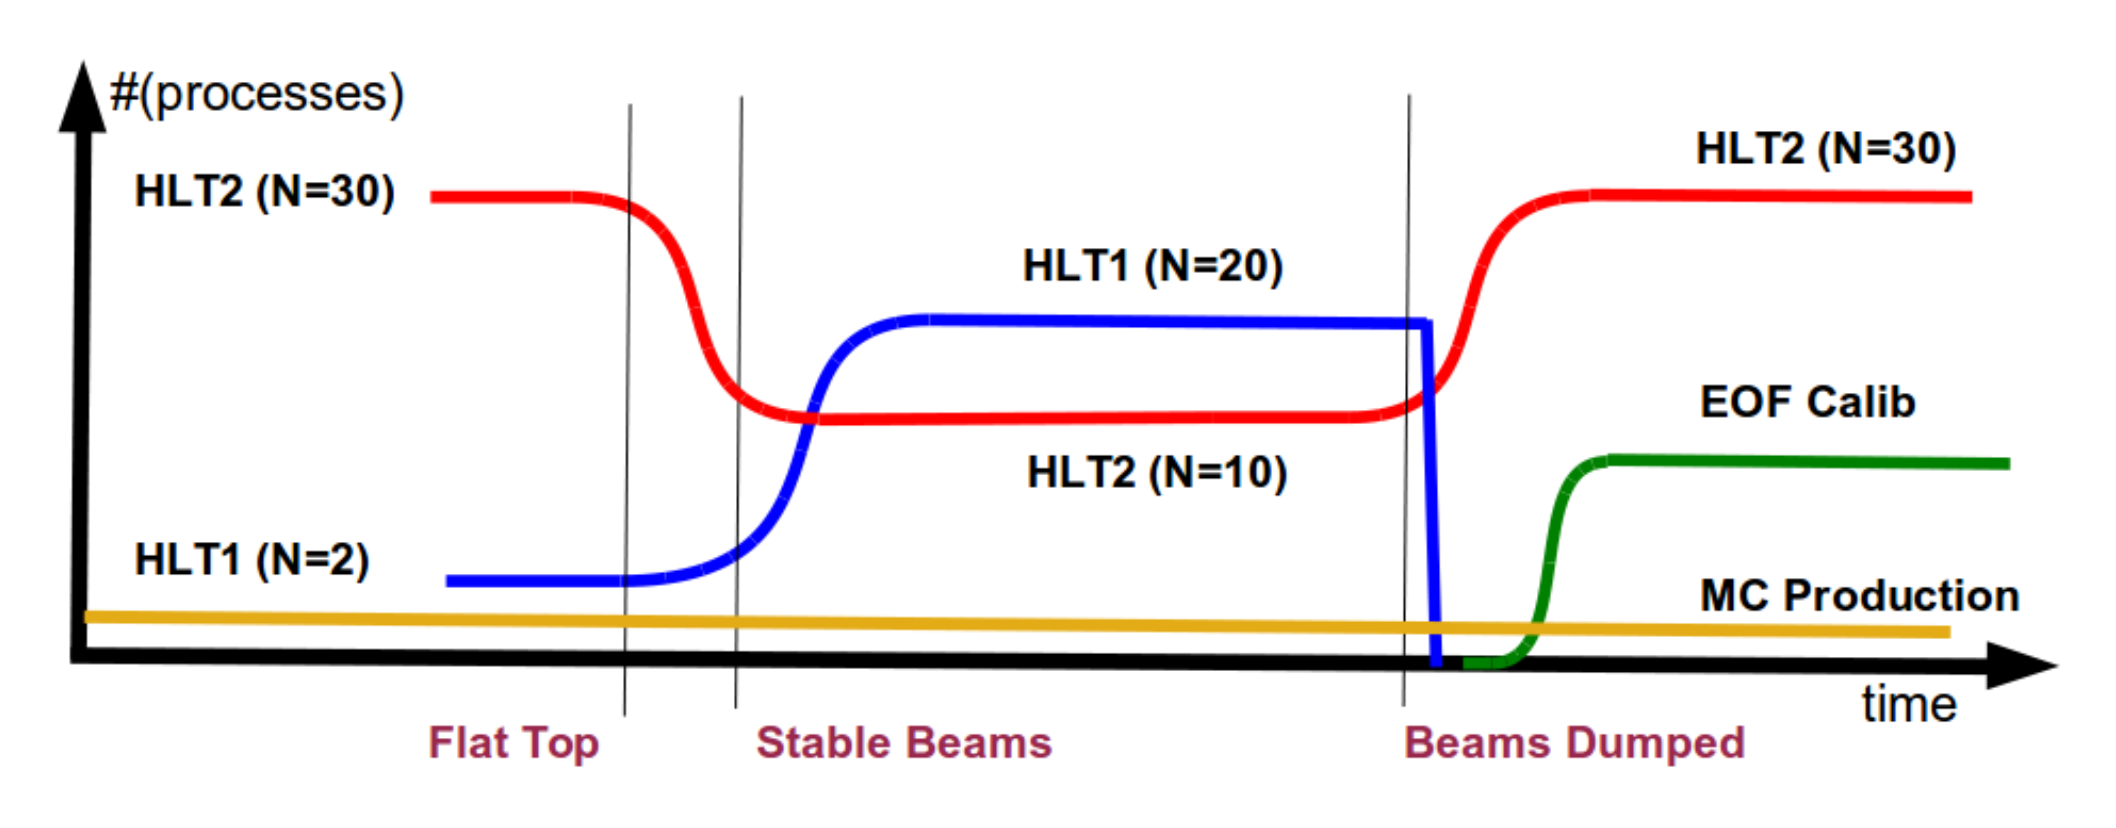 #(processes)
HLT2 (N=30)
HLT2 (N=30)
HLT1 (N=20)
EOF Calib
HLT2 (N=10)
HLT1 (N=2)
MC Production
time
Flat Top
Stable Beams
Beams Dumped